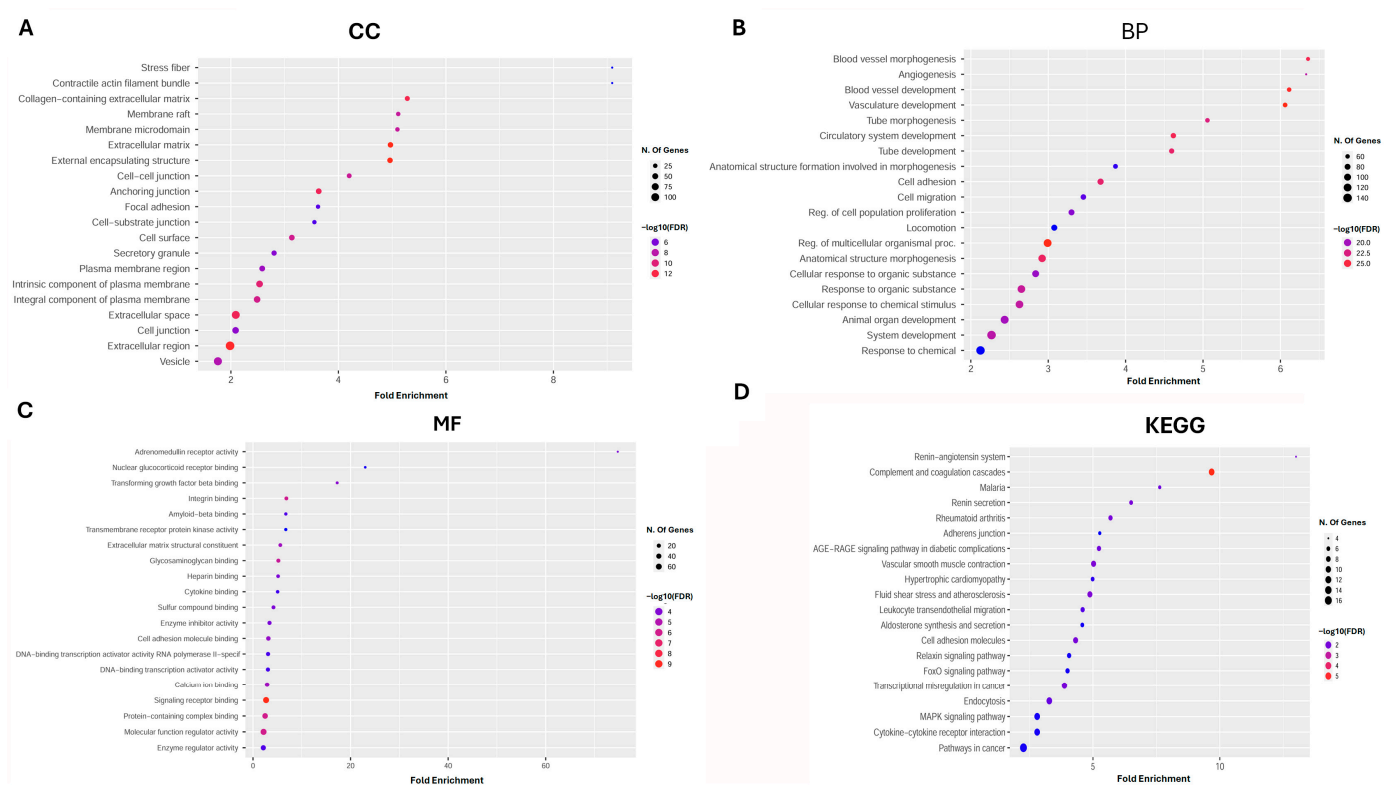 A
CC
Stress fiber
Contractile actin filament bundle
Collagen−containing extracellular matrix
Membrane raft
Membrane microdomain
Extracellular matrix
External encapsulating structure
Cell−cell junction
Anchoring junction
Focal adhesion
Cell−substrate junction
Cell surface
Secretory granule
Plasma membrane region
Intrinsic component of plasma membrane
Integral component of plasma membrane
Extracellular space
Cell junction
Extracellular region
Vesicle
2 4 6 8
Fold Enrichment
N. Of Genes
25
50
75
100
−log10(FDR)
6
8
10
12
B
BP
Blood vessel morphogenesis
Angiogenesis
Blood vessel development
Vasculature development
Tube morphogenesis
Circulatory system development
Tube development
Anatomical structure formation involved in morphogenesis
Cell adhesion
Cell migration
Reg. of cell population proliferation
Locomotion
Reg. of multicellular organismal proc.
Anatomical structure morphogenesis
Cellular response to organic substance
Response to organic substance
Cellular response to chemical stimulus
Animal organ development
System development
Response to chemical
2 3 4 5 6
Fold Enrichment
N. Of Genes
60
80
100
120
140
−log10(FDR)
20.0
22.5
25.0
C
MF
Adrenomedullin receptor activity
Nuclear glucocorticoid receptor binding
Transforming growth factor beta binding
Integrin binding
Amyloid−beta binding
Transmembrane receptor protein kinase activity
Extracellular matrix structural constituent
Glycosaminoglycan binding
Heparin binding
Cytokine binding
Sulfur compound binding
Enzyme inhibitor activity
Cell adhesion molecule binding
DNA−binding transcription activator activity RNA polymerase II−specif
DNA−binding transcription activator activity
Calcium ion binding
Signaling receptor binding
Protein−containing complex binding
Molecular function regulator activity
Enzyme regulator activity
0 20 40 60
Fold Enrichment
N. Of Genes
20
40
60
−log10(FDR)
4
5
6
7
8
9
D
KEGG
Renin−angiotensin system
Complement and coagulation cascades
Malaria
Renin secretion
Rheumatoid arthritis
Adherens junction
AGE−RAGE signaling pathway in diabetic complications
Vascular smooth muscle contraction
Hypertrophic cardiomyopathy
Fluid shear stress and atherosclerosis
Leukocyte transendothelial migration
Aldosterone synthesis and secretion
Cell adhesion molecules
Relaxin signaling pathway
FoxO signaling pathway
Transcriptional misregulation in cancer
Endocytosis
MAPK signaling pathway
Cytokine−cytokine receptor interaction
Pathways in cancer
5 10
Fold Enrichment
N. Of Genes
4
6
8
10
12
14
16
−log10(FDR)
2
3
4
5